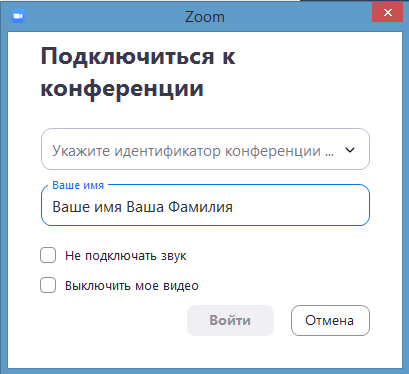 Zoom
Подключиться к
конференции
Укажите идентификатор конференции ...
Ваше имя
Ваше имя Ваша Фамилия
Не подключать звук
Выключить мое видео
Войти
Отмена